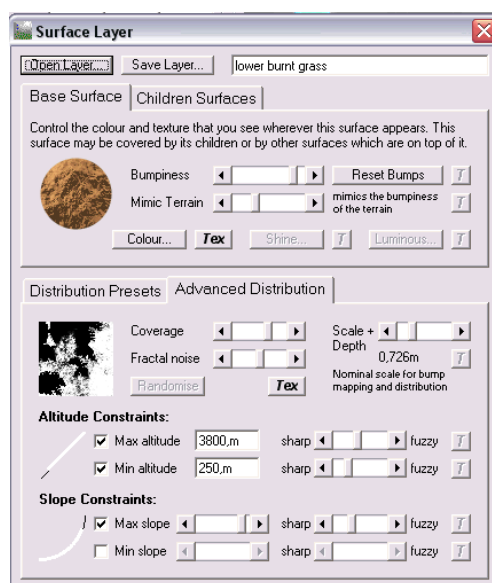 Surface Layer
Open Layer... Save Layer... lower burnt grass
Base Surface Children Surfaces
Control the colour and texture that you see wherever this surface appears. This
surface may be covered by its children or by other surfaces which are on top of it.
Bumpiness Reset Bumps T
Mimic Terrain mimics the bumpiness
of the terrain T
Colour... Tex Shine... T Luminous... T
Distribution Presets Advanced Distribution
Coverage Scale +
Depth
Fractal noise 0,726m T
Randomise Tex Nominal scale for bump
mapping and distribution
Altitude Constraints:
Max altitude 3800,m sharp fuzzy T
Min altitude 250,m sharp fuzzy T
Slope Constraints:
Max slope sharp fuzzy T
Min slope sharp fuzzy T